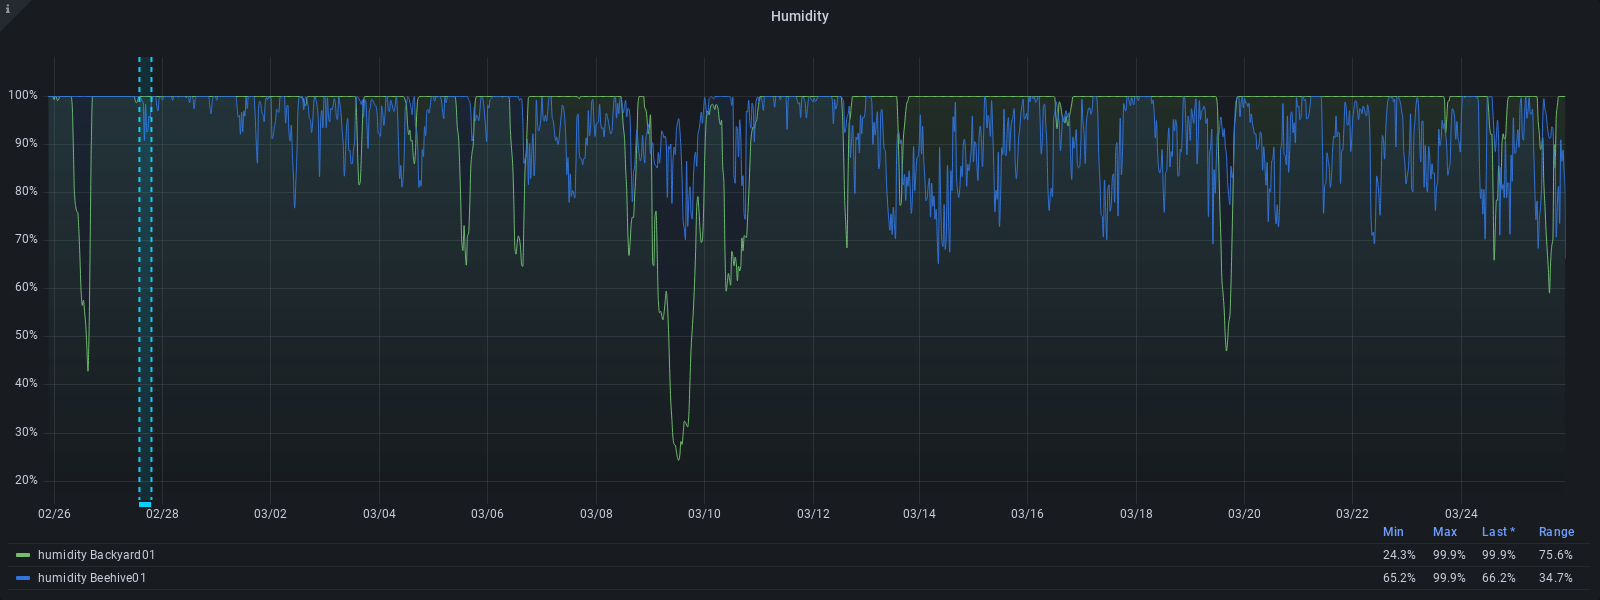 i
Humidity
100%
90%
80%
70%
60%
50%
40%
30%
20%
02/26 02/28 03/02 03/04 03/06 03/08 03/10 03/12 03/14 03/16 03/18 03/20 03/22 03/24
Min Max Last * Range
humidity Backyard01 24.3% 99.9% 99.9% 75.6%
humidity Beehive01 65.2% 99.9% 66.2% 34.7%